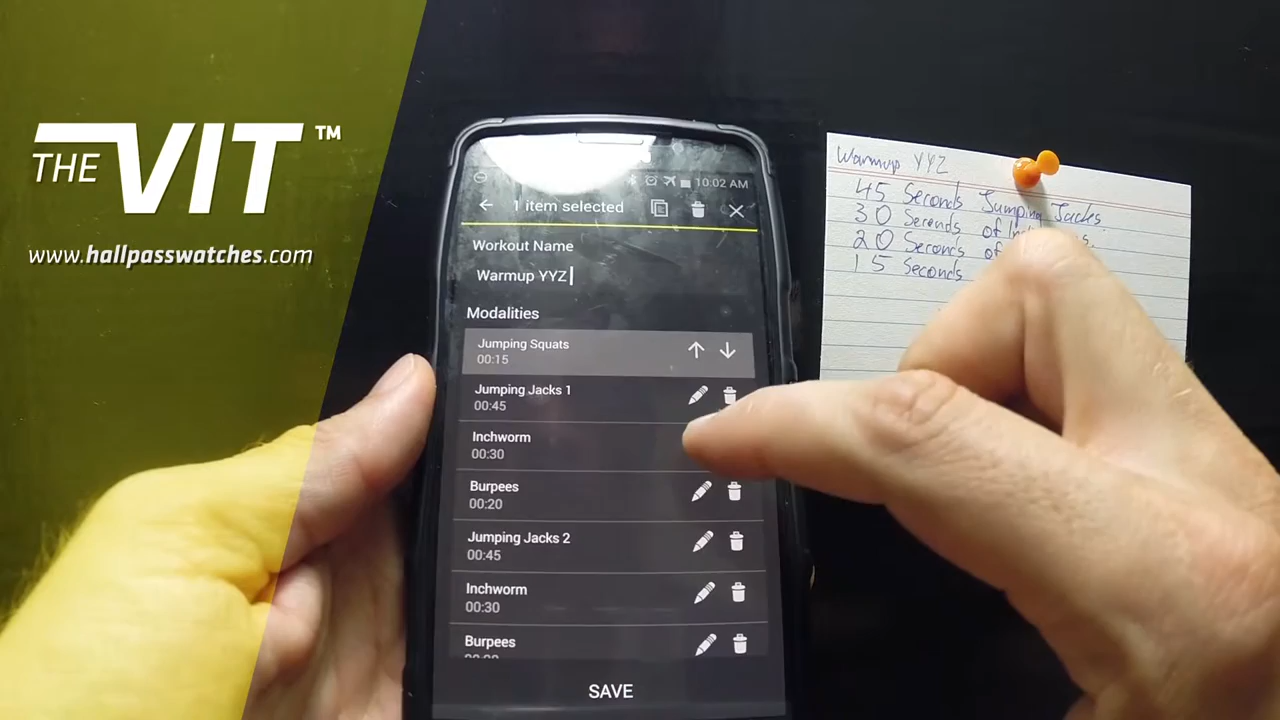 THE VIT™
www.hallpasswatches.com
10:02 AM
1 item selected
Workout Name
Warmup YYZ
Modalities
Jumping Squats
00:15
Jumping Jacks 1
00:45
Inchworm
00:30
Burpees
00:20
Jumping Jacks 2
00:45
Inchworm
00:30
Burpees
SAVE
Warmup YYZ
45 Seconds Jumping Jacks
30 Seconds of
20 Seconds of
15 Seconds